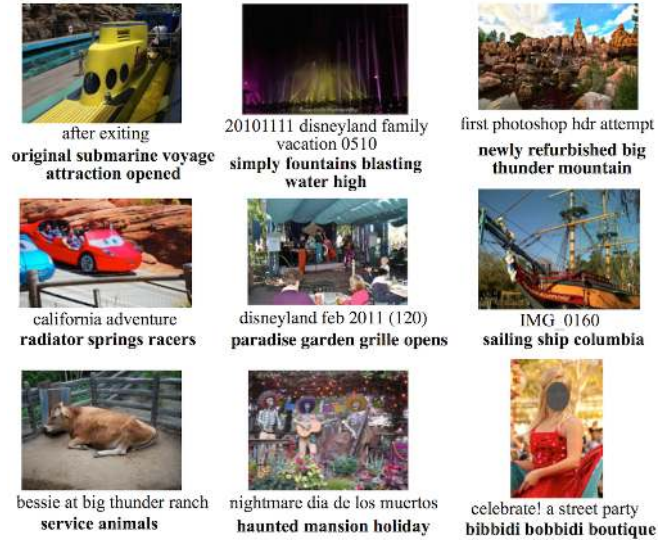 after exiting
original submarine voyage
attraction opened
20101111 disneyland family
vacation 0510
simply fountains blasting
water high
first photoshop hdr attempt
newly refurbished big
thunder mountain
california adventure
radiator springs racers
disneyland feb 2011 (120)
paradise garden grille opens
IMG_0160
sailing ship columbia
bessie at big thunder ranch
service animals
nightmare dia de los muertos
haunted mansion holiday
celebrate! a street party
bibbidi bobbidi boutique